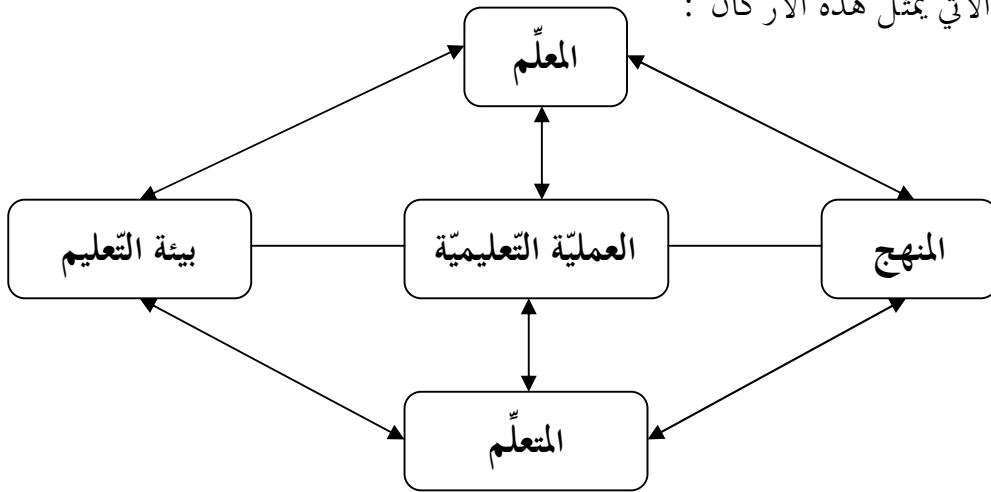 الآتي يمثل هذه الأركان :
المعلِّم
المنهج
العمليّة التّعليميّة
بيئة التّعليم
المتعلِّم